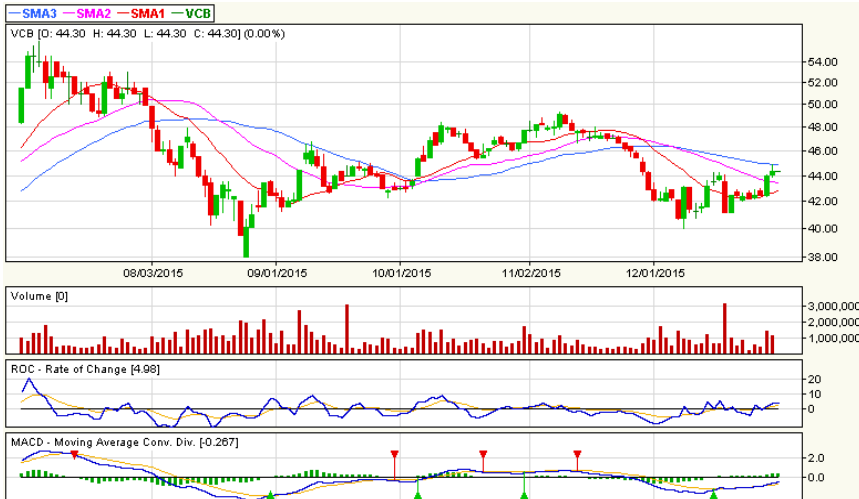 SMA3 SMA2 SMA1 VCB
VCB [O: 44.30 H: 44.30 L: 44.30 C: 44.30] (0.00%)
54.00
52.00
50.00
48.00
46.00
44.00
42.00
40.00
38.00
08/03/2015 09/01/2015 10/01/2015 11/02/2015 12/01/2015
Volume [0]
3,000,000
2,000,000
1,000,000
ROC - Rate of Change [4.98]
20
10
0
MACD - Moving Average Conv. Div. [-0.267]
2.0
0.0